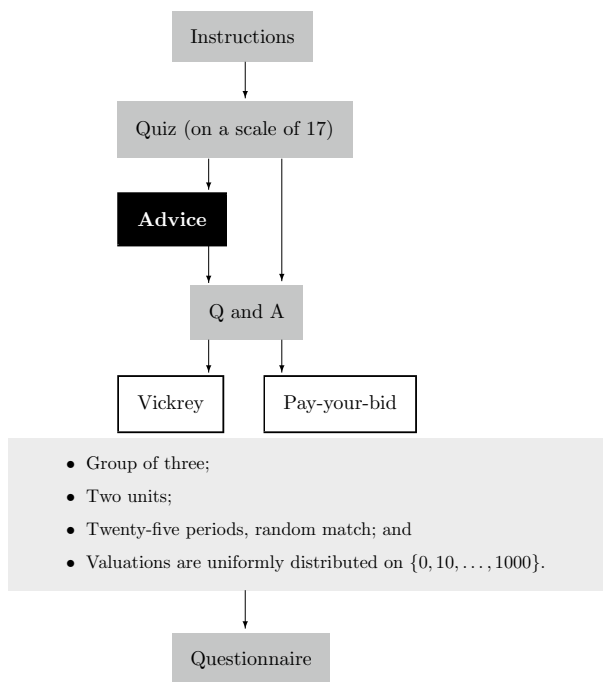 Instructions
Quiz (on a scale of 17)
Advice
Q and A
Vickrey
Pay-your-bid
• Group of three;
• Two units;
• Twenty-five periods, random match; and
• Valuations are uniformly distributed on {0, 10, . . . , 1000}.
Questionnaire